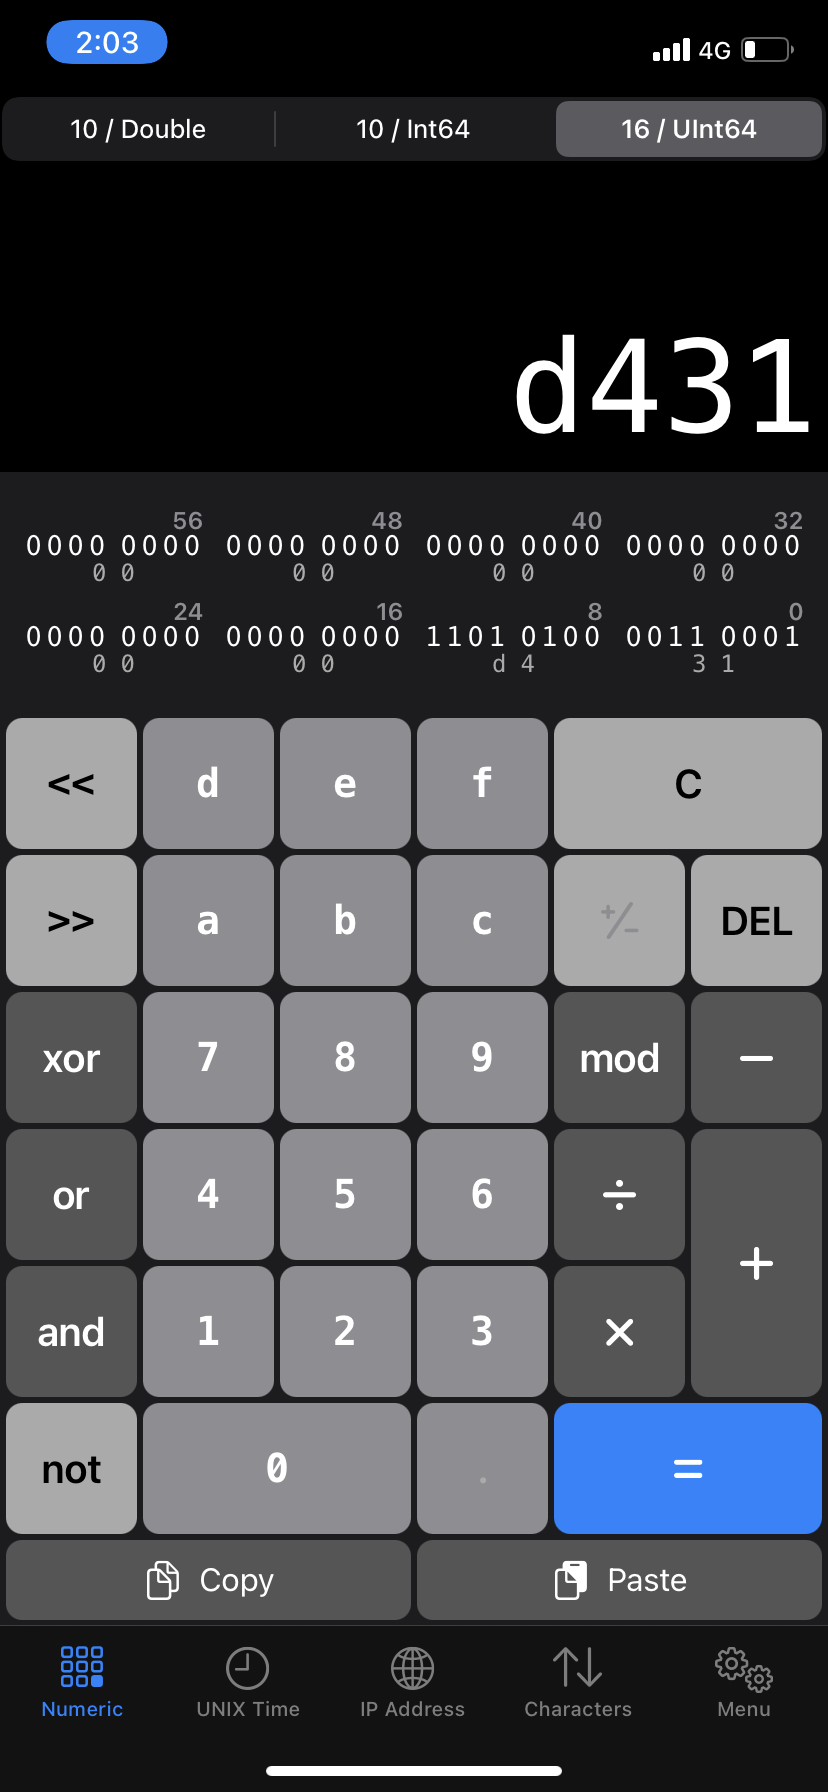 2:03 4G
10 / Double 10 / Int64 16 / UInt64
d431
56 48 40 32
0000 0000 0000 0000 0000 0000 0000 0000
0 0 0 0 0 0 0 0
24 16 8 0
0000 0000 0000 0000 1101 0100 0011 0001
0 0 0 0 d 4 3 1
<< d e f C
>> a b c +/− DEL
xor 7 8 9 mod −
or 4 5 6 ÷
+
and 1 2 3 ×
not 0 . =
Copy Paste
Numeric UNIX Time IP Address Characters Menu